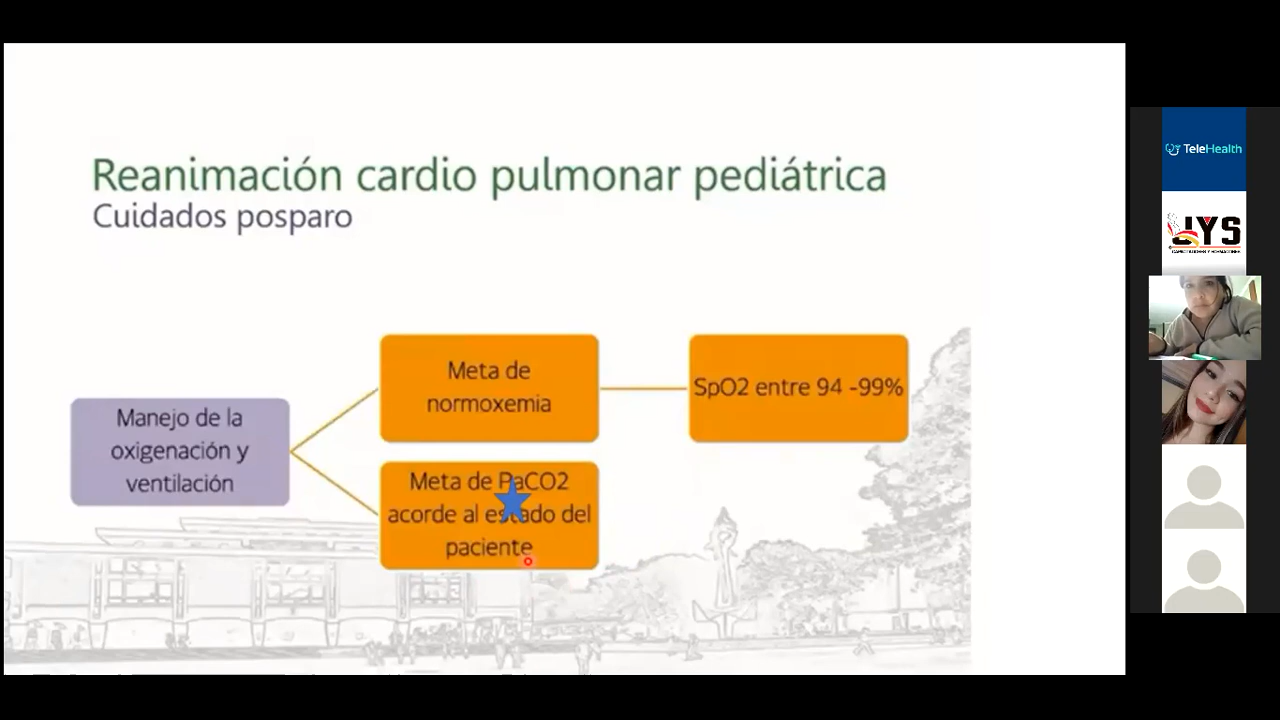 Reanimación cardio pulmonar pediátrica
Cuidados posparo
Manejo de la
oxigenación y
ventilación
Meta de
normoxemia
SpO2 entre 94 -99%
Meta de PaCO2
acorde al estado del
paciente
TeleHealth
JYS